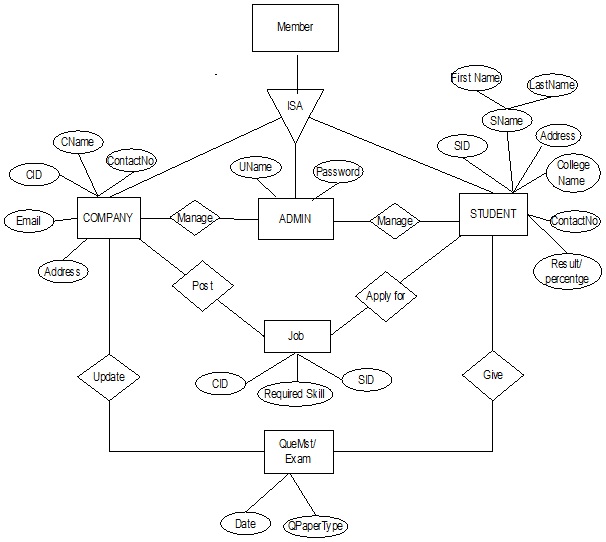 Member
ISA
First Name
LastName
SName
CName
ContactNo
SID
Address
CID
UName
Password
College
Name
Email
COMPANY
Manage
ADMIN
Manage
STUDENT
ContactNo
Address
Post
Apply for
Result/
percentge
Job
Update
CID
Required Skill
SID
Give
QueMst/
Exam
Date
QPaperType